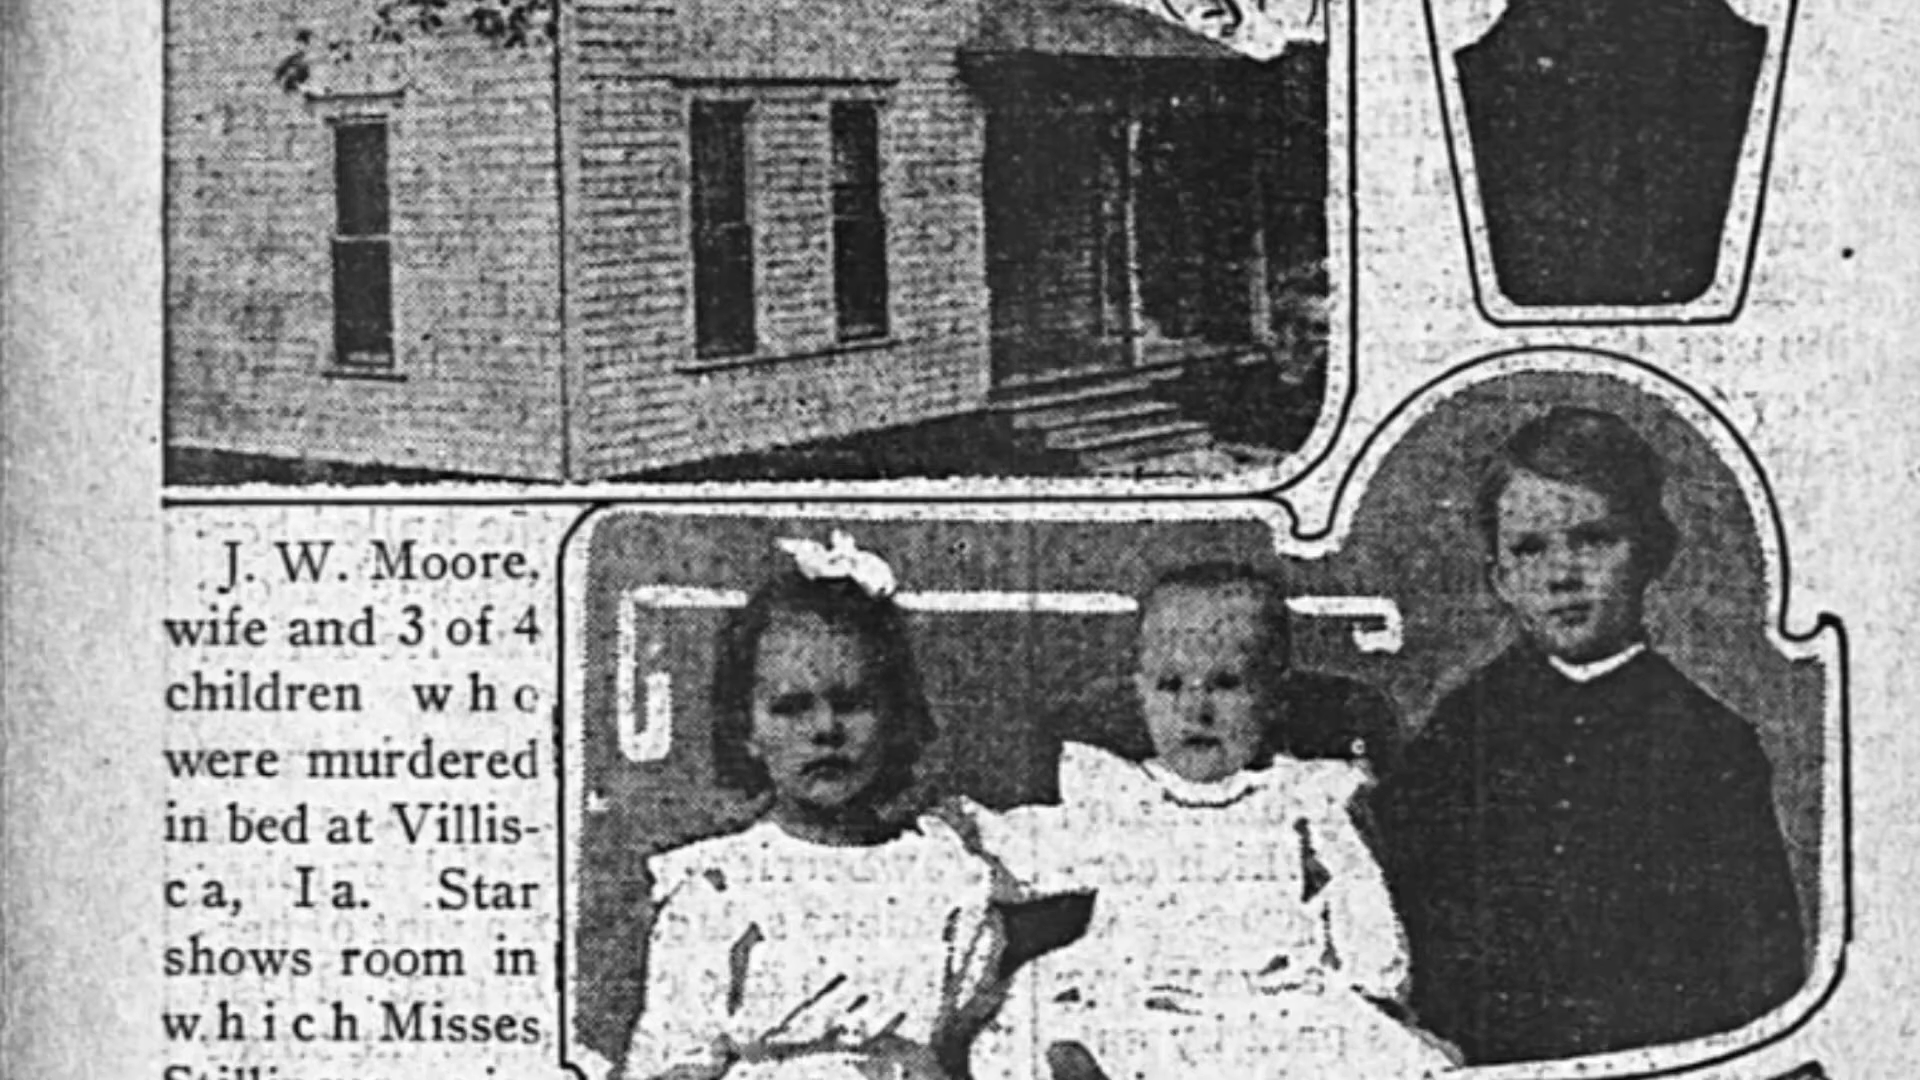 J. W. Moore,
wife and 3 of 4
children who
were murdered
in bed at Villis-
ca, Ia. Star
shows room in
which Misses